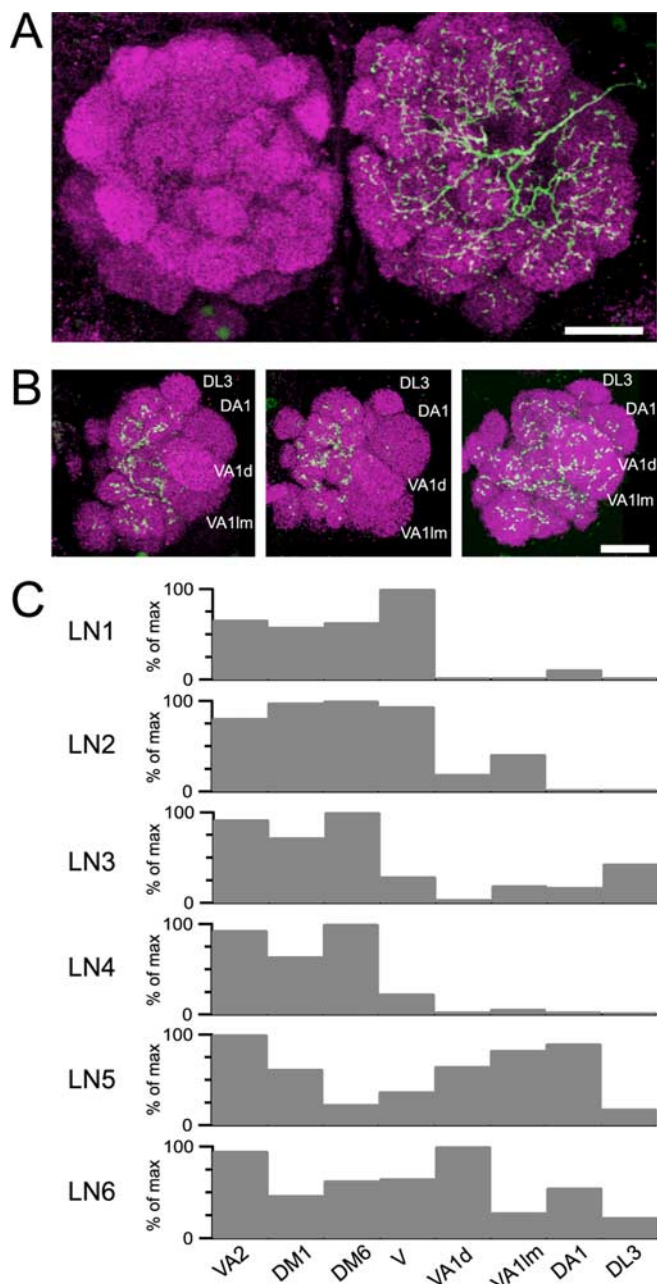 A
B
DL3
DA1
VA1d
VA1lm
DL3
DA1
VA1d
VA1lm
DL3
DA1
VA1d
VA1lm
C
LN1
% of max
100
0
LN2
% of max
100
0
LN3
% of max
100
0
LN4
% of max
100
0
LN5
% of max
100
0
LN6
% of max
100
0
VA2
DM1
DM6
V
VA1d
VA1lm
DA1
DL3